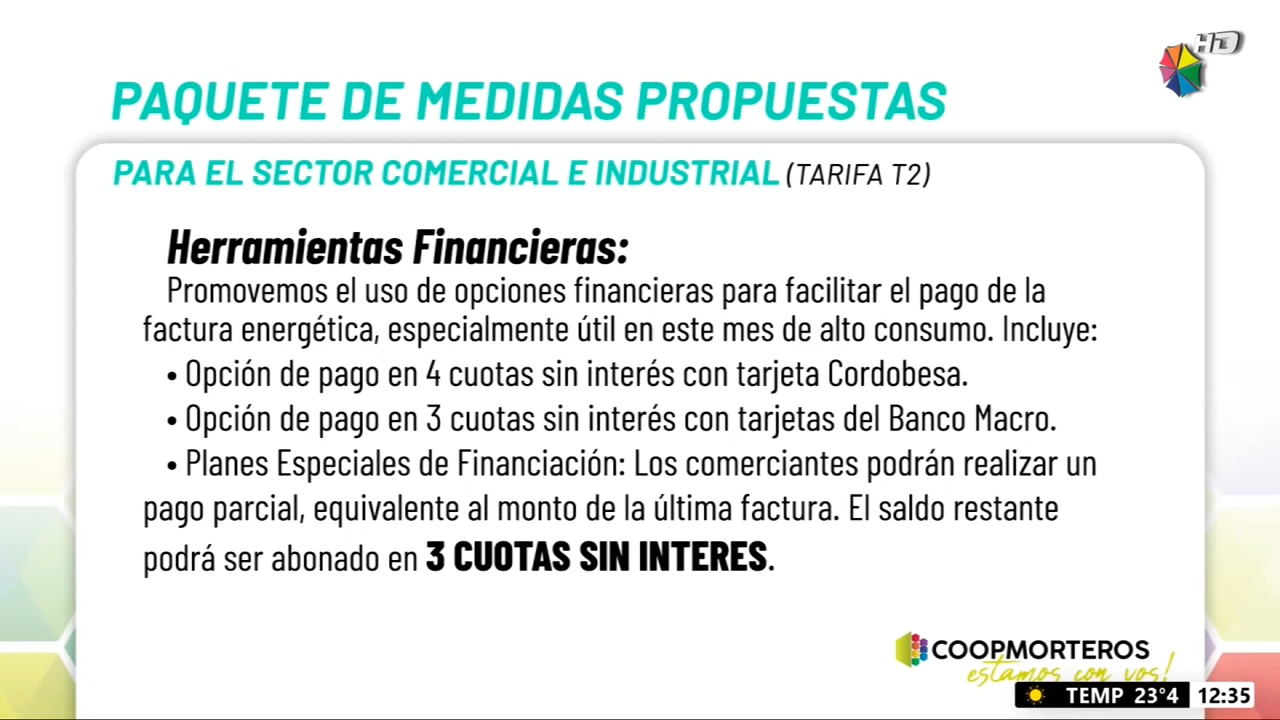 HD
PAQUETE DE MEDIDAS PROPUESTAS
PARA EL SECTOR COMERCIAL E INDUSTRIAL (TARIFA T2)
Herramientas Financieras:
Promovemos el uso de opciones financieras para facilitar el pago de la
factura energética, especialmente útil en este mes de alto consumo. Incluye:
• Opción de pago en 4 cuotas sin interés con tarjeta Cordobesa.
• Opción de pago en 3 cuotas sin interés con tarjetas del Banco Macro.
• Planes Especiales de Financiación: Los comerciantes podrán realizar un
pago parcial, equivalente al monto de la última factura. El saldo restante
podrá ser abonado en 3 CUOTAS SIN INTERES.
COOPMORTEROS
estamos con vos!
TEMP 23°4 12:35